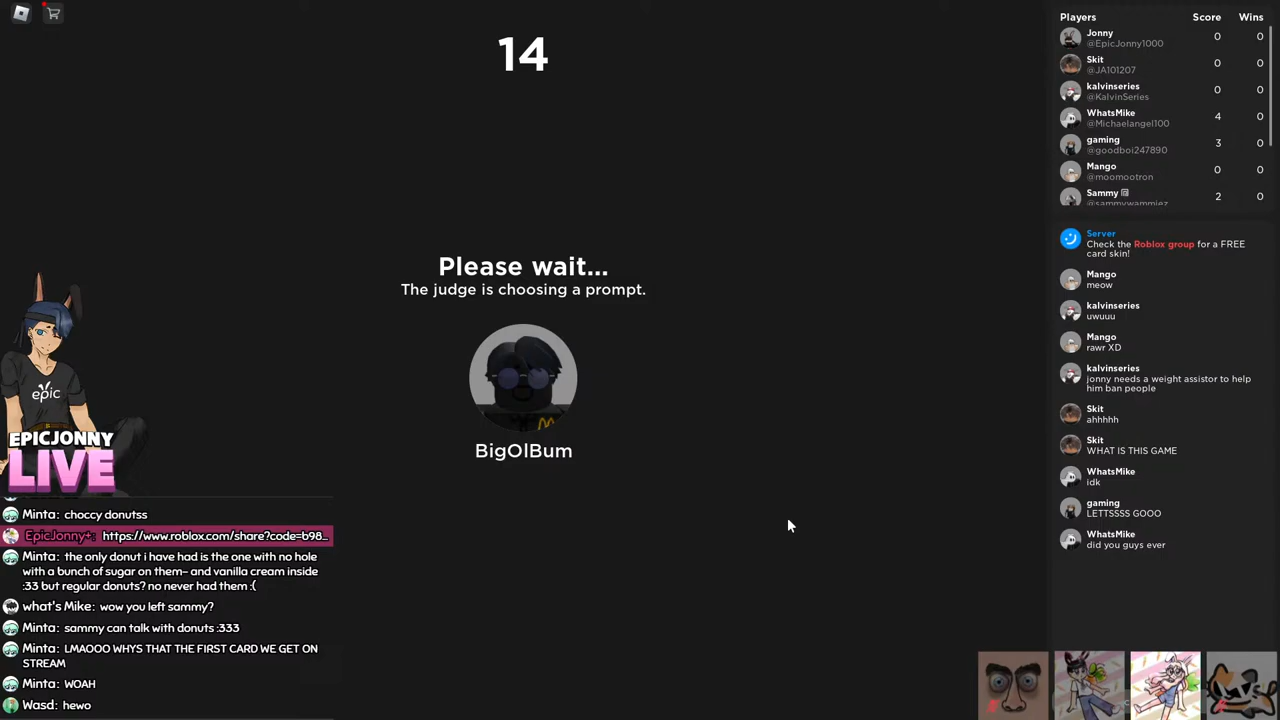 14
Please wait...
The judge is choosing a prompt.
BigOlBum
Players Score Wins
Jonny 0 0
@EpicJonny1000
Skit 0 0
@JA101207
kalvinseries 0 0
@KalvinSeries
WhatsMike 4 0
@Michaelangel100
gaming 3 0
@goodboi247890
Mango 0 0
@moomootron
Sammy 2 0
@sammywammiez
Server
Check the Roblox group for a FREE
card skin!
Mango
meow
kalvinseries
uwuuu
Mango
rawr XD
kalvinseries
jonny needs a weight assistor to help
him ban people
Skit
ahhhhh
Skit
WHAT IS THIS GAME
WhatsMike
idk
gaming
LETTSSSS GOOO
WhatsMike
did you guys ever
epic
EPICJONNY
LIVE
Minta: choccy donutss
EpicJonny+: https://www.roblox.com/share?code=b98...
Minta: the only donut i have had is the one with no hole
with a bunch of sugar on them- and vanilla cream inside
:33 but regular donuts? no never had them :(
what's Mike: wow you left sammy?
Minta: sammy can talk with donuts :333
Minta: LMAOOO WHYS THAT THE FIRST CARD WE GET ON
STREAM
Minta: WOAH
Wasd: hewo